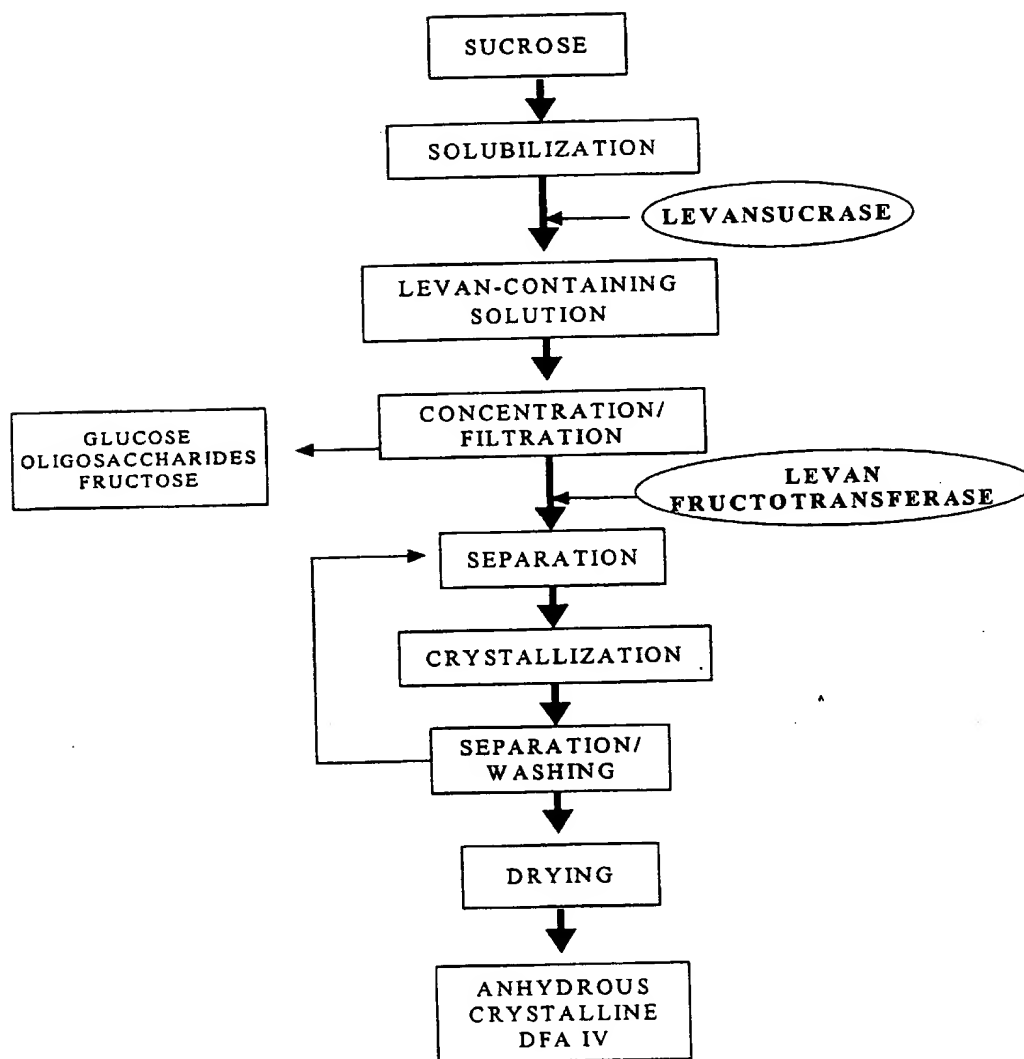 SUCROSE
SOLUBILIZATION
LEVANSUCRASE
LEVAN-CONTAINING
SOLUTION
CONCENTRATION/
FILTRATION
GLUCOSE
OLIGOSACCHARIDES
FRUCTOSE
LEVAN
FRUCTOTRANSFERASE
SEPARATION
CRYSTALLIZATION
SEPARATION/
WASHING
DRYING
ANHYDROUS
CRYSTALLINE
DFA IV